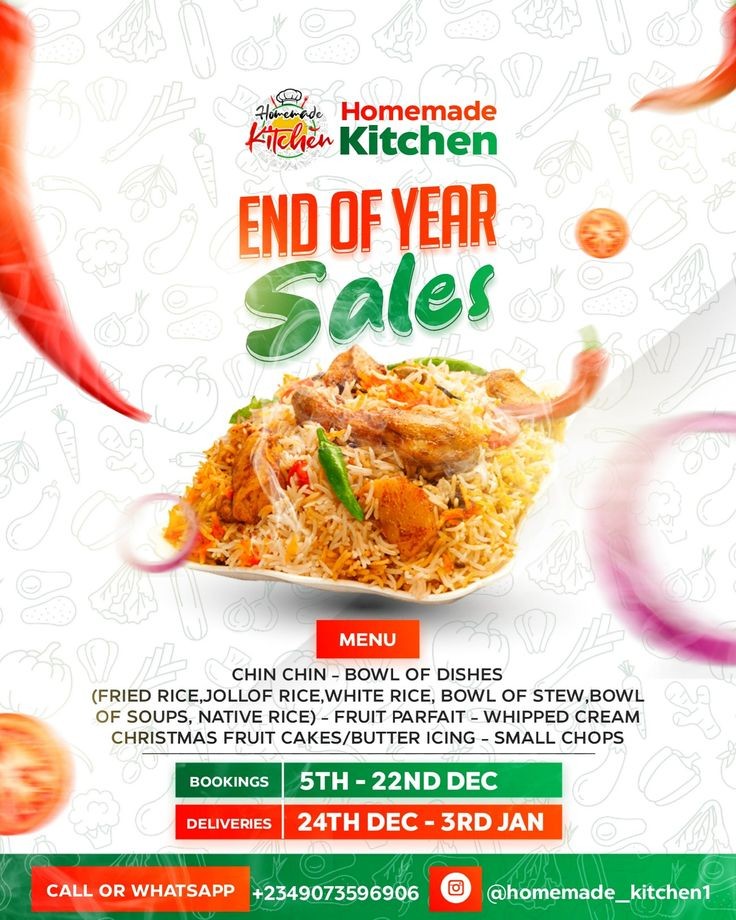 Homemade
Kitchen
Homemade
Kitchen
END OF YEAR
Sales
MENU
CHIN CHIN - BOWL OF DISHES
(FRIED RICE,JOLLOF RICE,WHITE RICE, BOWL OF STEW,BOWL
OF SOUPS, NATIVE RICE) - FRUIT PARFAIT - WHIPPED CREAM
CHRISTMAS FRUIT CAKES/BUTTER ICING - SMALL CHOPS
BOOKINGS 5TH - 22ND DEC
DELIVERIES 24TH DEC - 3RD JAN
CALL OR WHATSAPP +2349073596906 @homemade_kitchen1